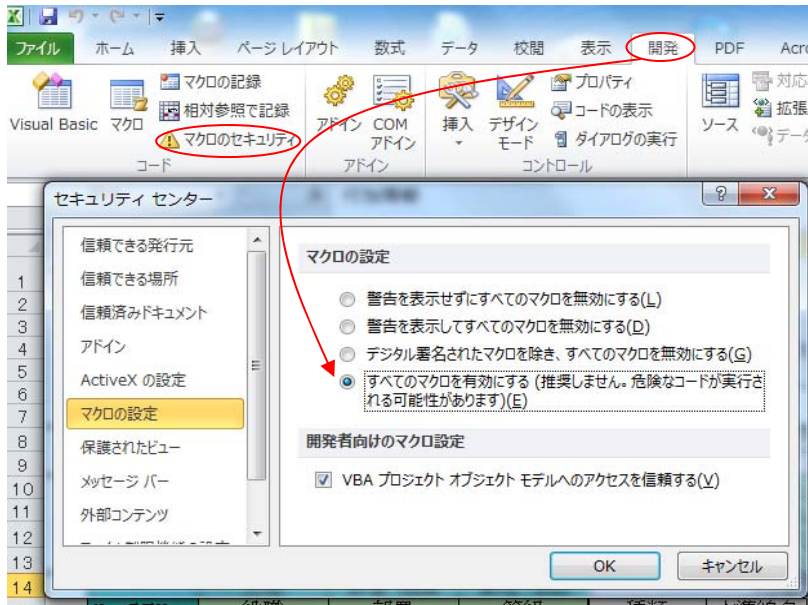 ファイル ホーム 挿入 ページ レイアウト 数式 データ 校閲 表示 開発 PDF Acro
Visual Basic マクロ マクロの記録
相対参照で記録
マクロのセキュリティ
コード
アドイン COM アドイン
アドイン
挿入 デザイン モード プロパティ
コードの表示
ダイアログの実行
コントロール
ソース 対応
拡張
データ
セキュリティ センター
信頼できる発行元
信頼できる場所
信頼済みドキュメント
アドイン
ActiveX の設定
マクロの設定
保護されたビュー
メッセージ バー
外部コンテンツ
マクロの設定
警告を表示せずにすべてのマクロを無効にする(L)
警告を表示してすべてのマクロを無効にする(D)
デジタル署名されたマクロを除き、すべてのマクロを無効にする(G)
すべてのマクロを有効にする (推奨しません。危険なコードが実行さ
れる可能性があります)(E)
開発者向けのマクロ設定
VBA プロジェクト オブジェクト モデルへのアクセスを信頼する(V)
OK キャンセル
1
2
3
4
5
6
7
8
9
10
11
12
13
14